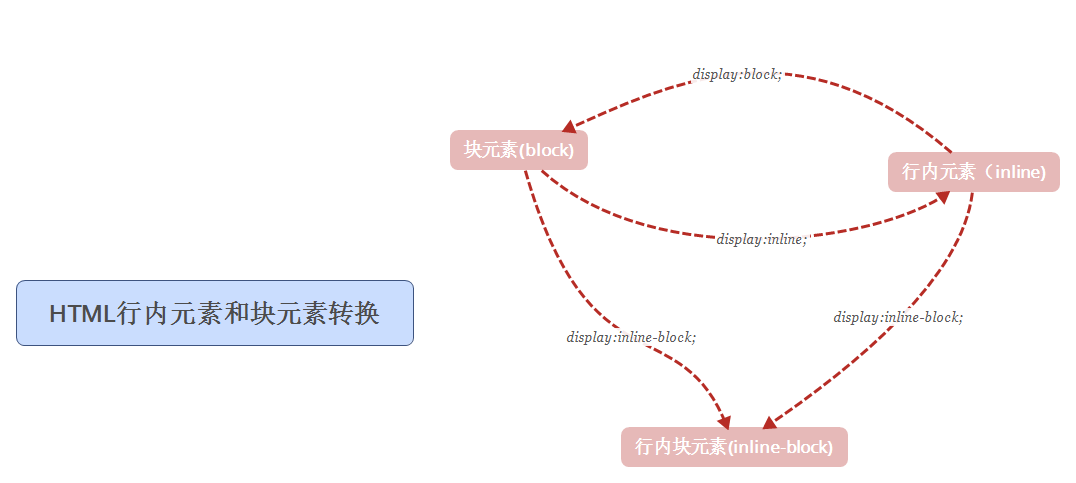 display:block;
块元素(block)
行内元素（inline)
display:inline;
HTML行内元素和块元素转换
display:inline-block;
display:inline-block;
行内块元素(inline-block)